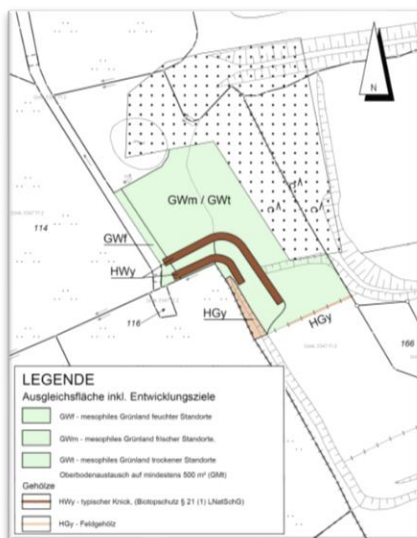 N
GWm / GWt
114
GWf
HWy
116
HGy
HGy
166
LEGENDE
Ausgleichsfläche inkl. Entwicklungsziele
GWf - mesophiles Grünland feuchter Standorte
GWm - mesophiles Grünland frischer Standorte.
GWt - mesophiles Grünland trockener Standorte
Oberbodenaustausch auf mindestens 500 m² (GMt)
Gehölze
HWy - typischer Knick, (Biotopschutz § 21 (1) LNatSchG)
HGy - Feldgehölz